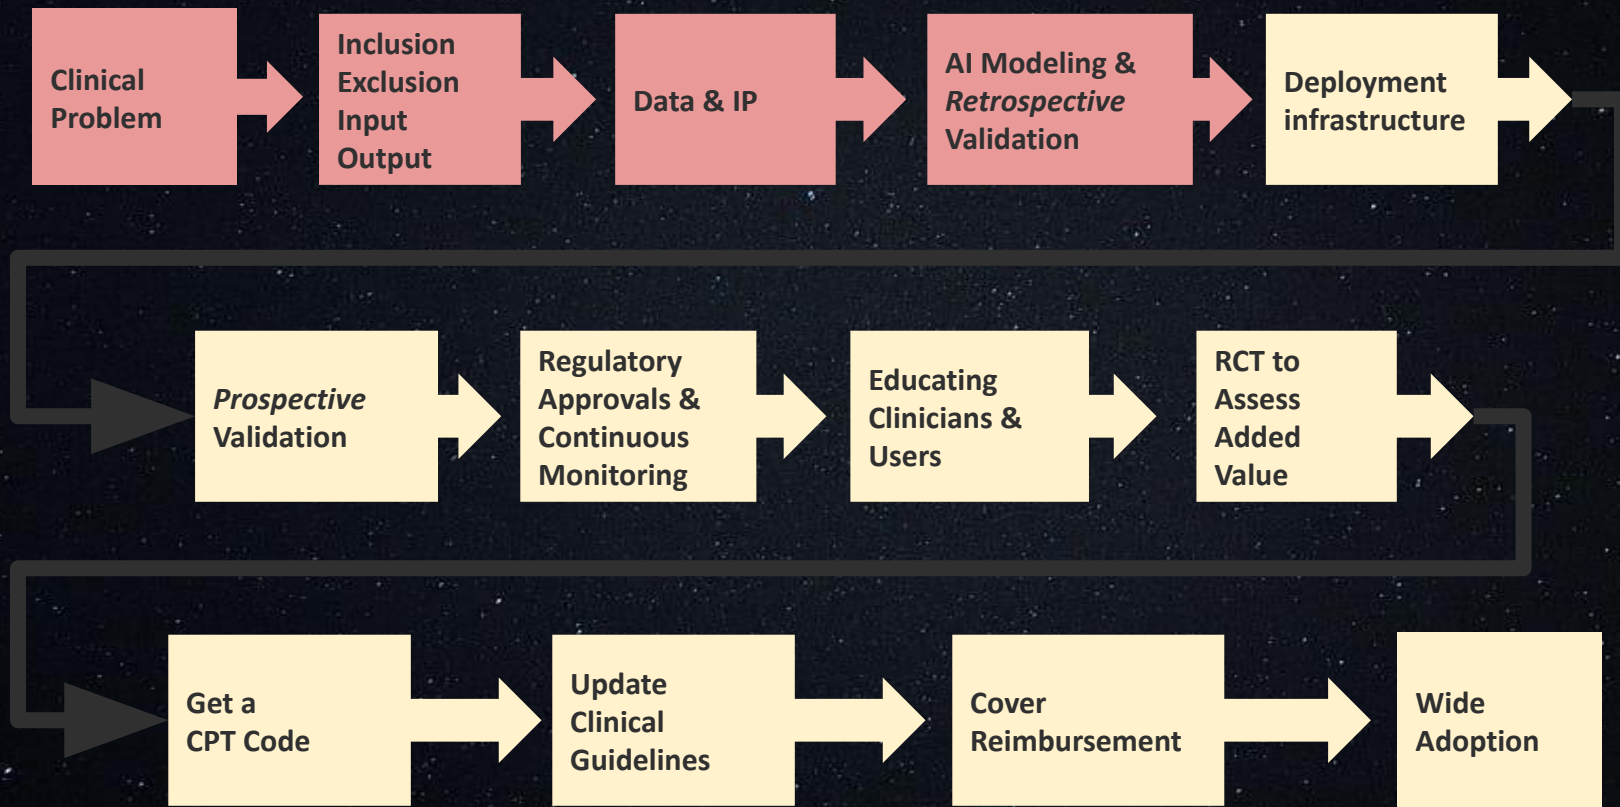 Clinical
Problem
Inclusion
Exclusion
Input
Output
Data & IP
AI Modeling &
Retrospective
Validation
Deployment
infrastructure
Prospective
Validation
Regulatory
Approvals &
Continuous
Monitoring
Educating
Clinicians &
Users
RCT to
Assess
Added
Value
Get a
CPT Code
Update
Clinical
Guidelines
Cover
Reimbursement
Wide
Adoption